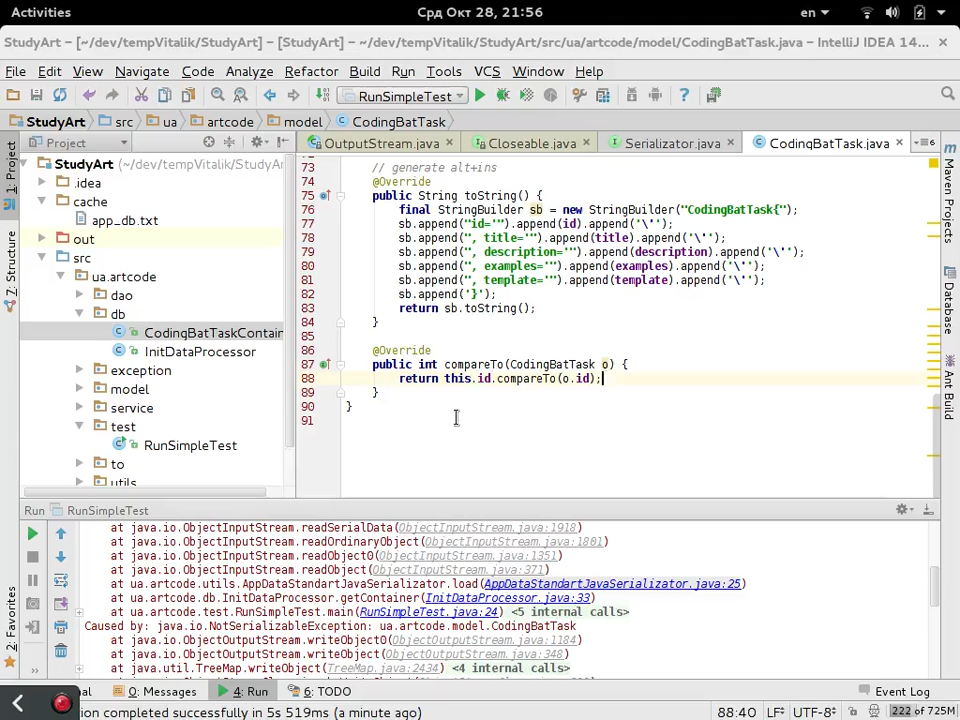 Activities
Срд Окт 28, 21:56
en
StudyArt – [~/dev/tempVitalik/StudyArt] – [StudyArt] – ~/dev/tempVitalik/StudyArt/src/ua/artcode/model/CodingBatTask.java – IntelliJ IDEA 14...
File Edit View Navigate Code Analyze Refactor Build Run Tools VCS Window Help
RunSimpleTest
StudyArt src ua artcode model CodingBatTask
Project
OutputStream.java Closeable.java Serializator.java CodingBatTask.java
1: Project
7: Structure
2: Favorites
StudyArt (~/dev/tempVitalik/StudyAr
.idea
cache
app_db.txt
out
src
ua.artcode
dao
db
CodingBatTaskContain
InitDataProcessor
exception
model
service
test
RunSimpleTest
to
utils
73 // generate alt+ins
74 @Override
75 public String toString() {
76 final StringBuilder sb = new StringBuilder("CodingBatTask{");
77 sb.append("id='").append(id).append('\'');
78 sb.append(", title='").append(title).append('\'');
79 sb.append(", description='").append(description).append('\'');
80 sb.append(", examples='").append(examples).append('\'');
81 sb.append(", template='").append(template).append('\'');
82 sb.append('}');
83 return sb.toString();
84 }
85
86 @Override
87 public int compareTo(CodingBatTask o) {
88 return this.id.compareTo(o.id);
89 }
90 }
91
Maven Projects
Database
Ant Build
Run RunSimpleTest
at java.io.ObjectInputStream.readSerialData(ObjectInputStream.java:1918)
at java.io.ObjectInputStream.readOrdinaryObject(ObjectInputStream.java:1801)
at java.io.ObjectInputStream.readObject0(ObjectInputStream.java:1351)
at java.io.ObjectInputStream.readObject(ObjectInputStream.java:371)
at ua.artcode.utils.AppDataStandartJavaSerializator.load(AppDataStandartJavaSerializator.java:25)
at ua.artcode.db.InitDataProcessor.getContainer(InitDataProcessor.java:33)
at ua.artcode.test.RunSimpleTest.main(RunSimpleTest.java:24) <5 internal calls>
Caused by: java.io.NotSerializableException: ua.artcode.model.CodingBatTask
at java.io.ObjectOutputStream.writeObject0(ObjectOutputStream.java:1184)
at java.io.ObjectOutputStream.writeObject(ObjectOutputStream.java:348)
at java.util.TreeMap.writeObject(TreeMap.java:2434) <4 internal calls>
nal 0: Messages 4: Run 6: TODO Event Log
ion completed successfully in 5s 519ms (a minute ago)
88:40 LF UTF-8 222 of 725M